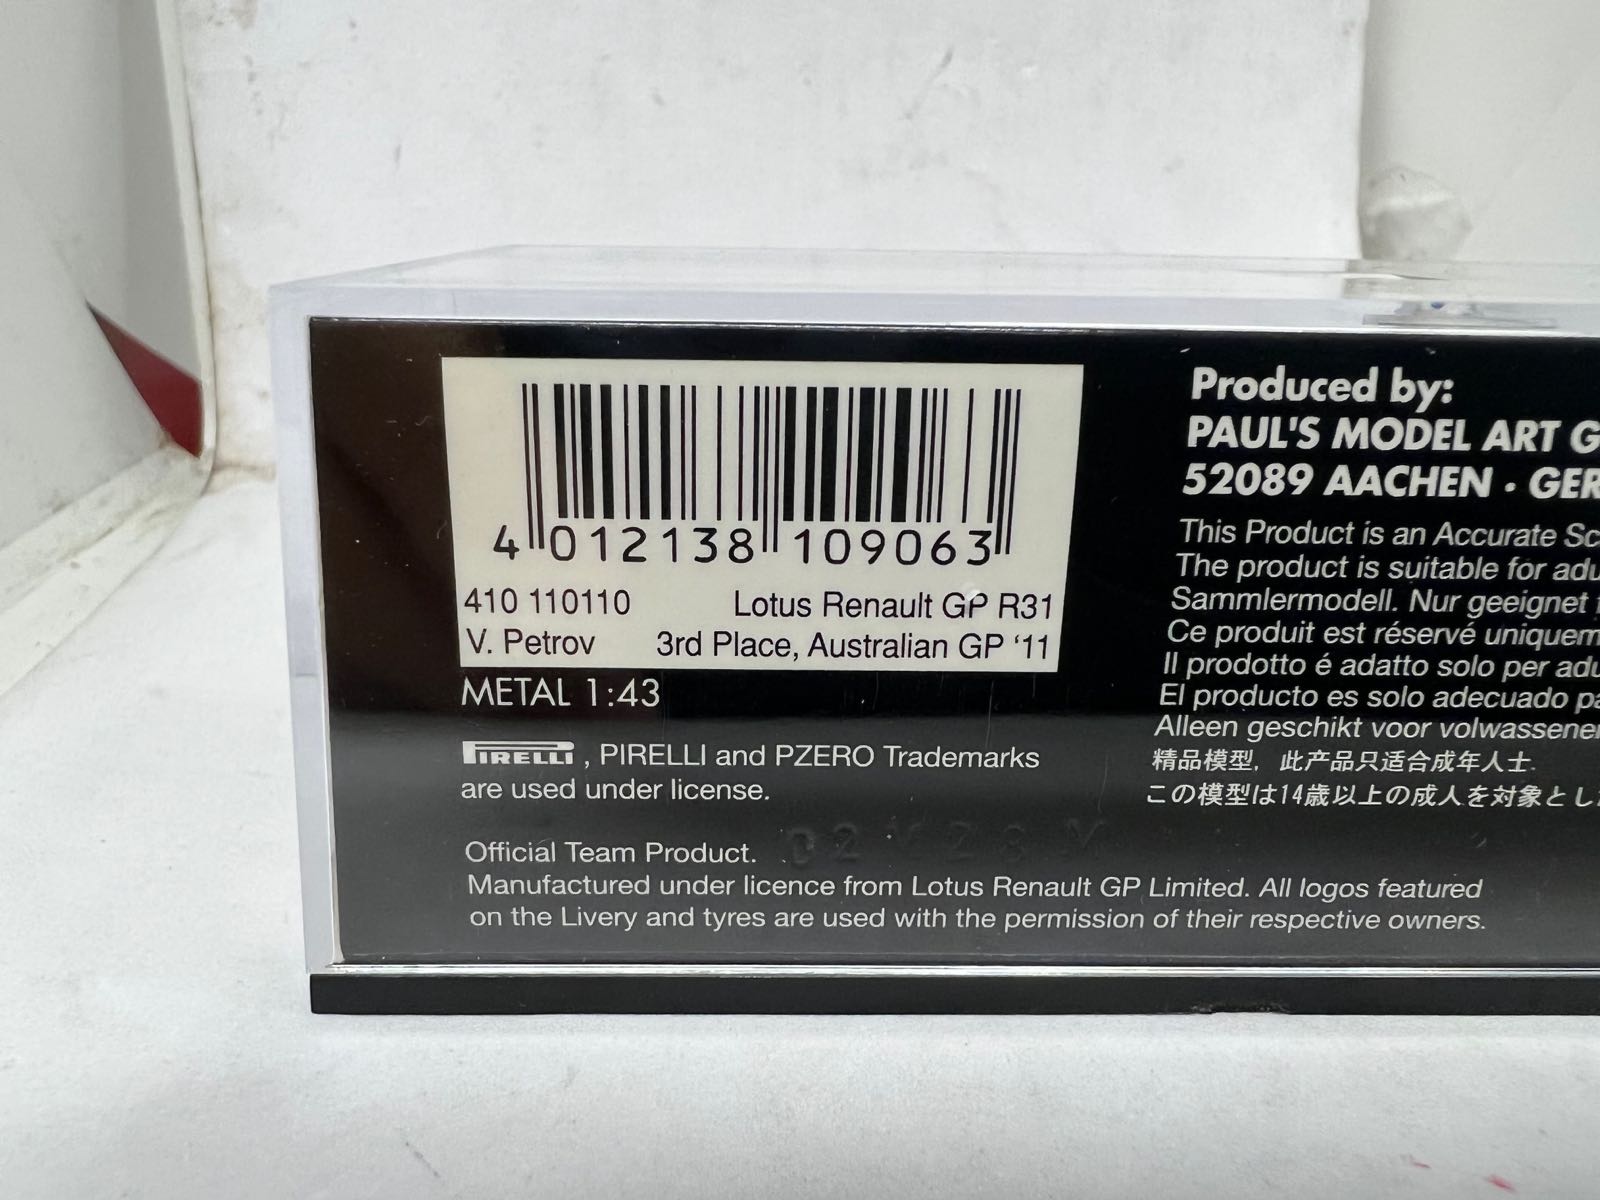 4 012138 109063
410 110110 Lotus Renault GP R31
V. Petrov 3rd Place, Australian GP ‘11
METAL 1:43
PIRELLI, PIRELLI and PZERO Trademarks
are used under license.
Official Team Product.
Manufactured under licence from Lotus Renault GP Limited. All logos featured
on the Livery and tyres are used with the permission of their respective owners.
Produced by:
PAUL'S MODEL ART G
52089 AACHEN · GER
This Product is an Accurate Sc
The product is suitable for adu
Sammlermodell. Nur geeignet f
Ce produit est réservé uniquem
Il prodotto é adatto solo per adu
El producto es solo adecuado pa
Alleen geschikt voor volwassene
精品模型, 此产品只适合成年人士.
この模型は14歳以上の成人を対象とし